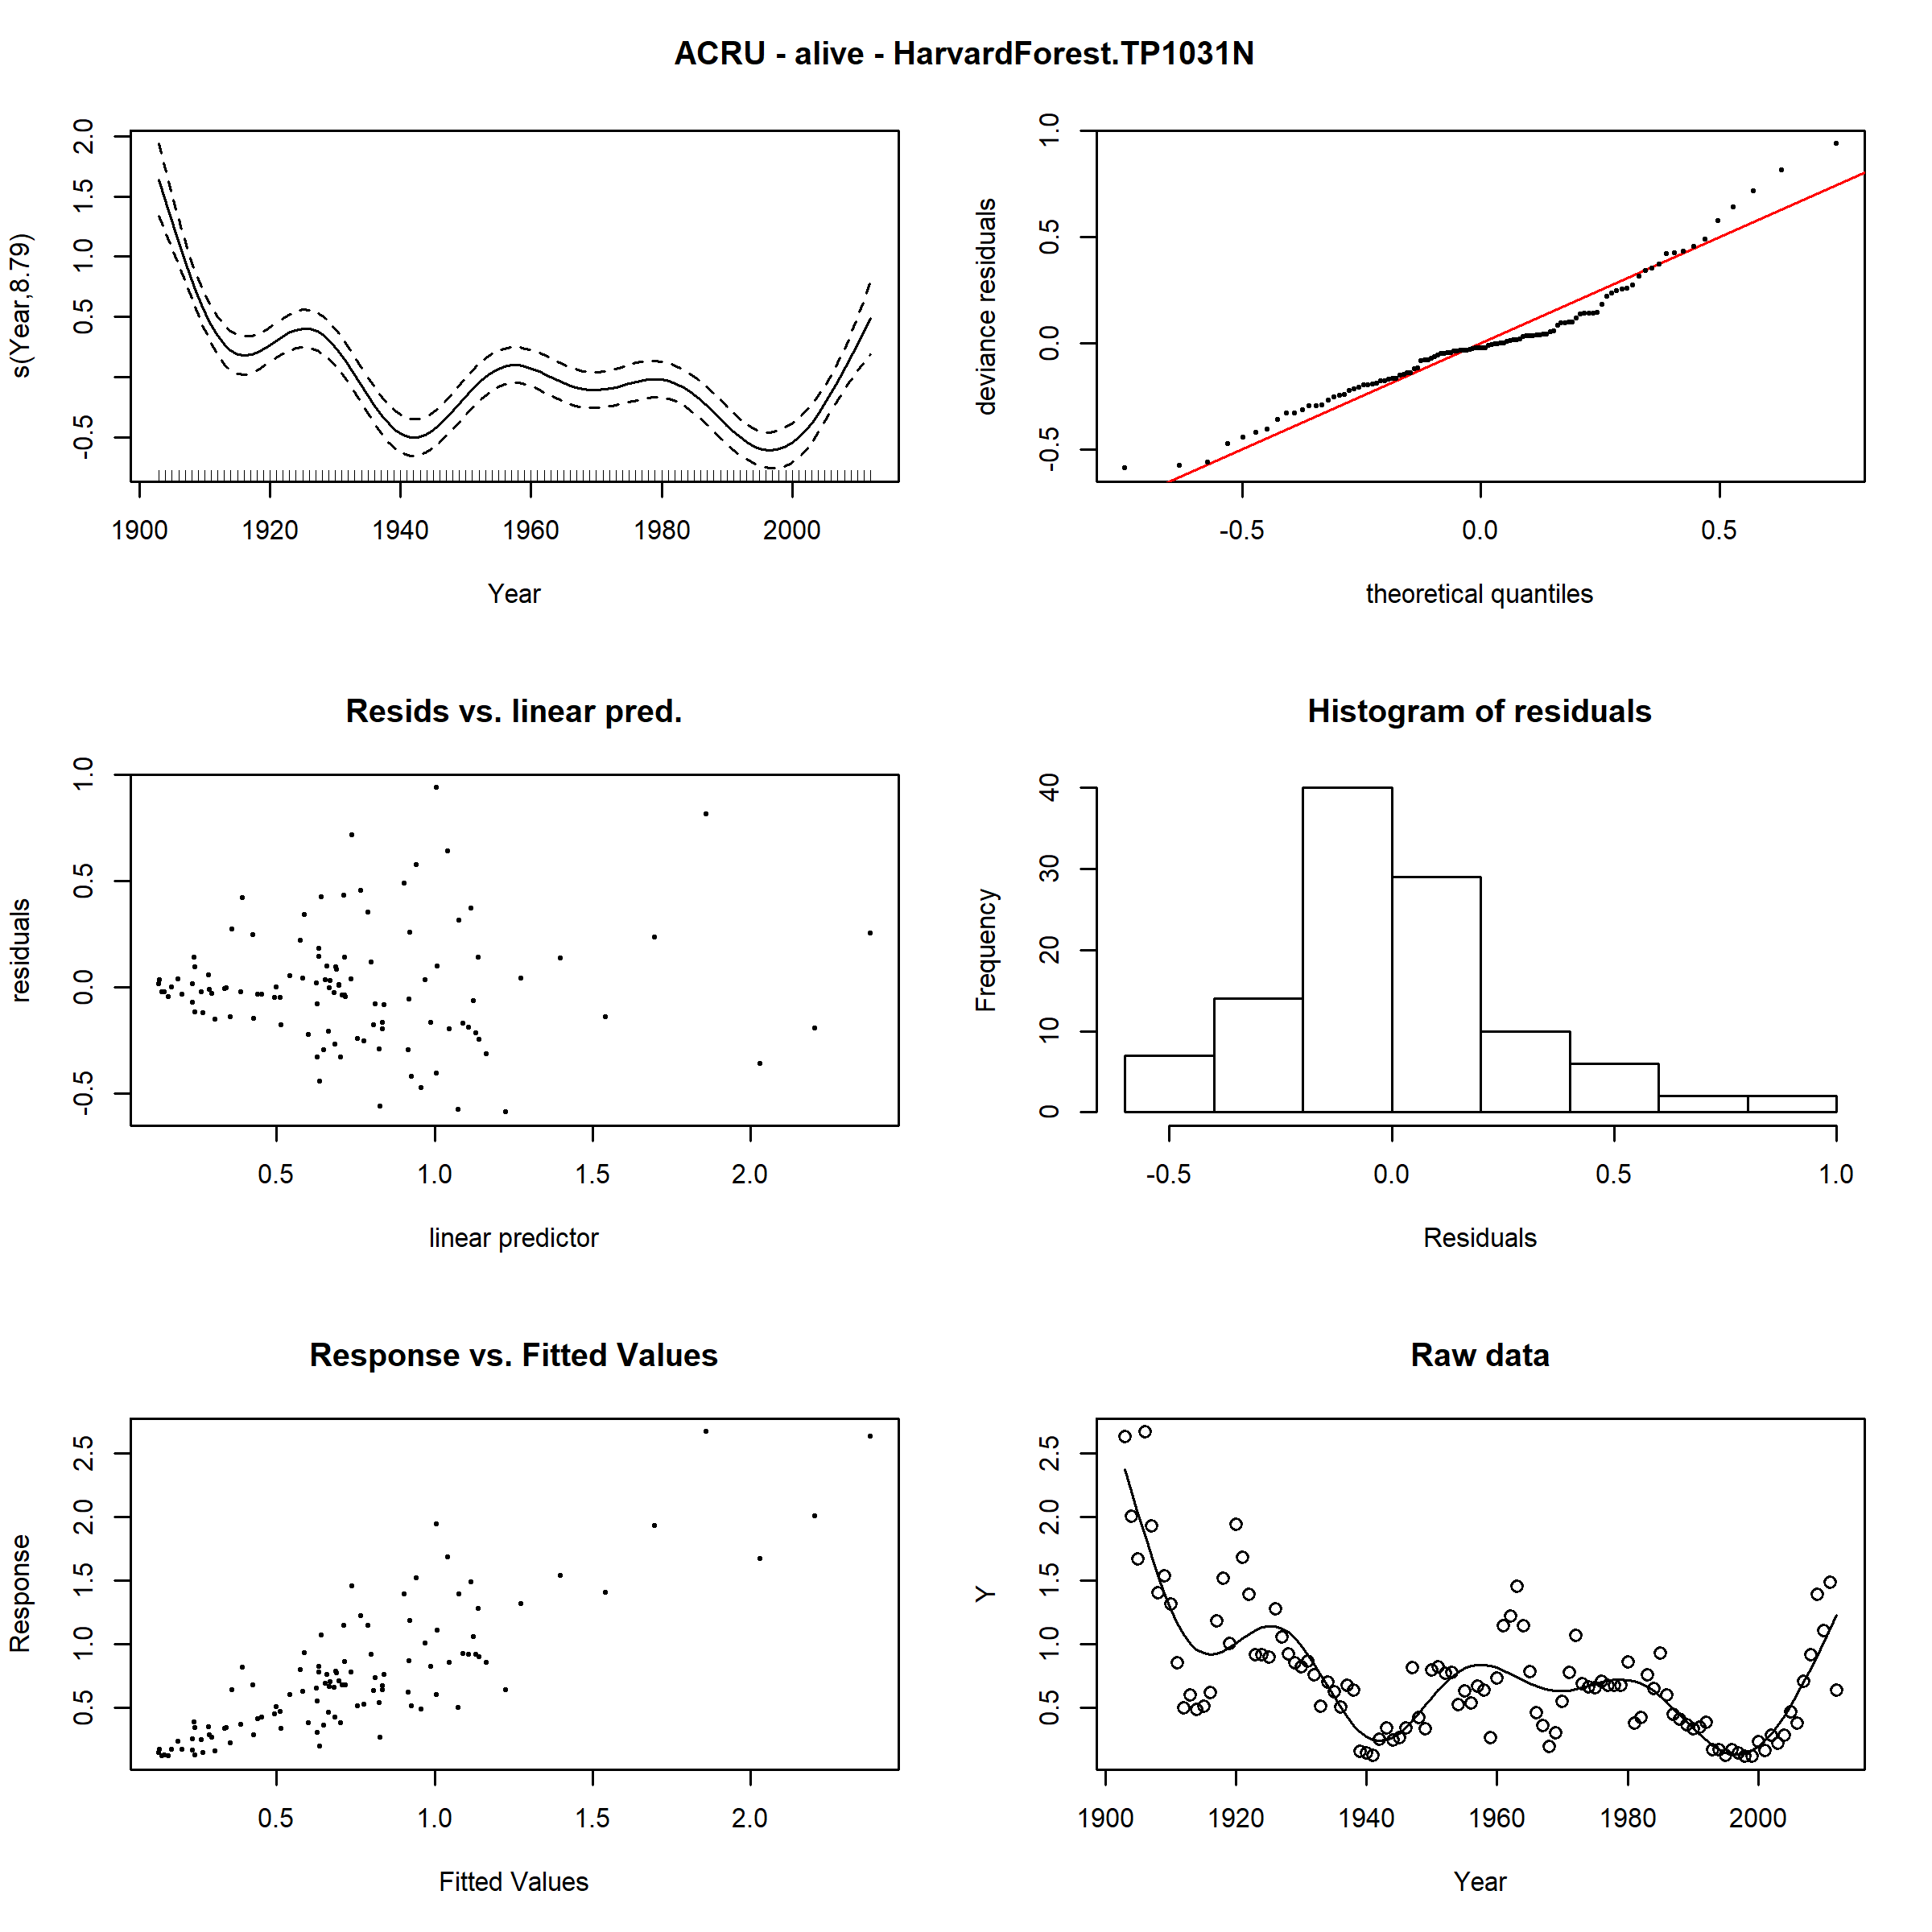 ACRU - alive - HarvardForest.TP1031N
s(Year,8.79)
2.0
1.5
1.0
0.5
-0.5
1900 1920 1940 1960 1980 2000
Year
deviance residuals
1.0
0.5
0.0
-0.5
-0.5 0.0 0.5
theoretical quantiles
Resids vs. linear pred.
residuals
1.0
0.5
0.0
-0.5
0.5 1.0 1.5 2.0
linear predictor
Histogram of residuals
Frequency
40
30
20
10
0
-0.5 0.0 0.5 1.0
Residuals
Response vs. Fitted Values
Response
2.5
2.0
1.5
1.0
0.5
0.5 1.0 1.5 2.0
Fitted Values
Raw data
Y
2.5
2.0
1.5
1.0
0.5
1900 1920 1940 1960 1980 2000
Year